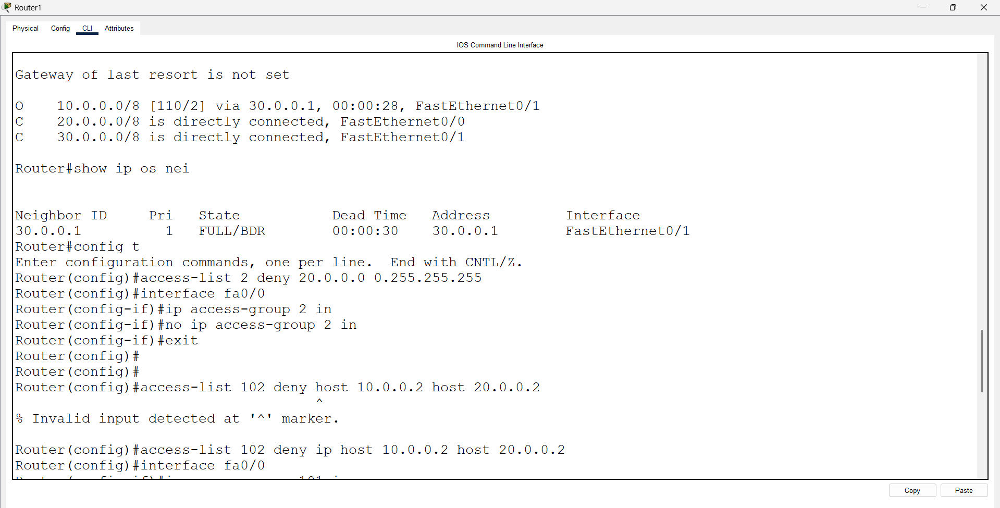 Router1
Physical Config CLI Attributes
IOS Command Line Interface
Gateway of last resort is not set
O    10.0.0.0/8 [110/2] via 30.0.0.1, 00:00:28, FastEthernet0/1
C    20.0.0.0/8 is directly connected, FastEthernet0/0
C    30.0.0.0/8 is directly connected, FastEthernet0/1
Router#show ip os nei
Neighbor ID     Pri   State           Dead Time   Address         Interface
30.0.0.1          1   FULL/BDR        00:00:30    30.0.0.1        FastEthernet0/1
Router#config t
Enter configuration commands, one per line.  End with CNTL/Z.
Router(config)#access-list 2 deny 20.0.0.0 0.255.255.255
Router(config)#interface fa0/0
Router(config-if)#ip access-group 2 in
Router(config-if)#no ip access-group 2 in
Router(config-if)#exit
Router(config)#
Router(config)#
Router(config)#access-list 102 deny host 10.0.0.2 host 20.0.0.2
^
% Invalid input detected at '^' marker.
Router(config)#access-list 102 deny ip host 10.0.0.2 host 20.0.0.2
Router(config)#interface fa0/0
Copy Paste